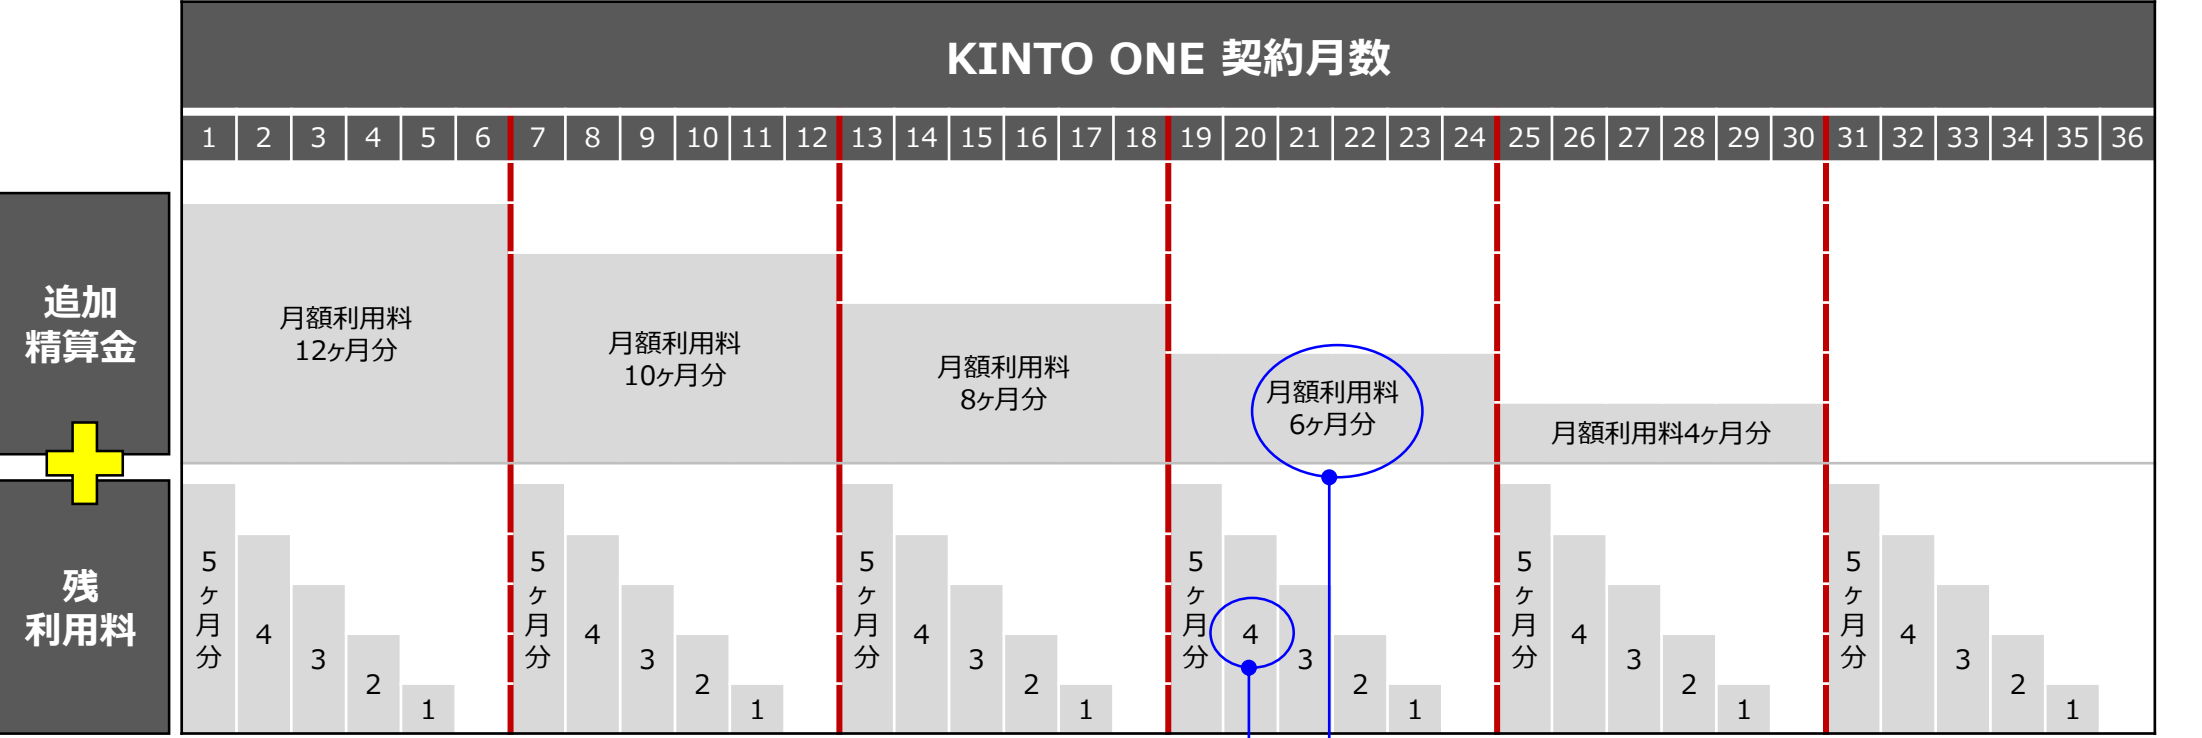 KINTO ONE 契約月数
1 2 3 4 5 6 7 8 9 10 11 12 13 14 15 16 17 18 19 20 21 22 23 24 25 26 27 28 29 30 31 32 33 34 35 36
追加
精算金
月額利用料
12ヶ月分
月額利用料
10ヶ月分
月額利用料
8ヶ月分
月額利用料
6ヶ月分
月額利用料4ヶ月分
残
利用料
5ヶ月分 4 3 2 1
5ヶ月分 4 3 2 1
5ヶ月分 4 3 2 1
5ヶ月分 4 3 2 1
5ヶ月分 4 3 2 1
5ヶ月分 4 3 2 1